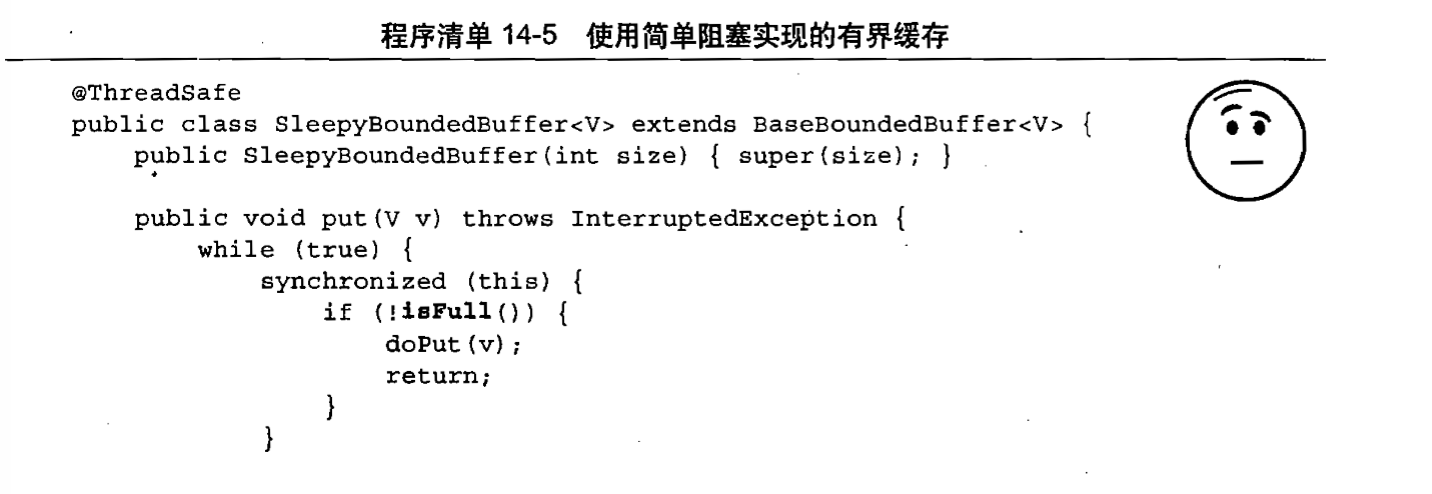 程序清单 14-5 使用简单阻塞实现的有界缓存
@ThreadSafe
public class SleepyBoundedBuffer<V> extends BaseBoundedBuffer<V> {
    public SleepyBoundedBuffer(int size) { super(size); }
    public void put(V v) throws InterruptedException {
        while (true) {
            synchronized (this) {
                if (!isFull()) {
                    doPut(v);
                    return;
                }
            }